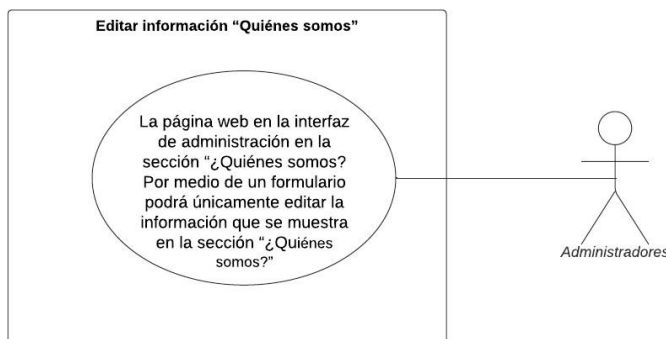 Editar información “Quiénes somos”
La página web en la interfaz
de administración en la
sección “¿Quiénes somos?
Por medio de un formulario
podrá únicamente editar la
información que se muestra
en la sección “¿Quiénes
somos?”
Administradores